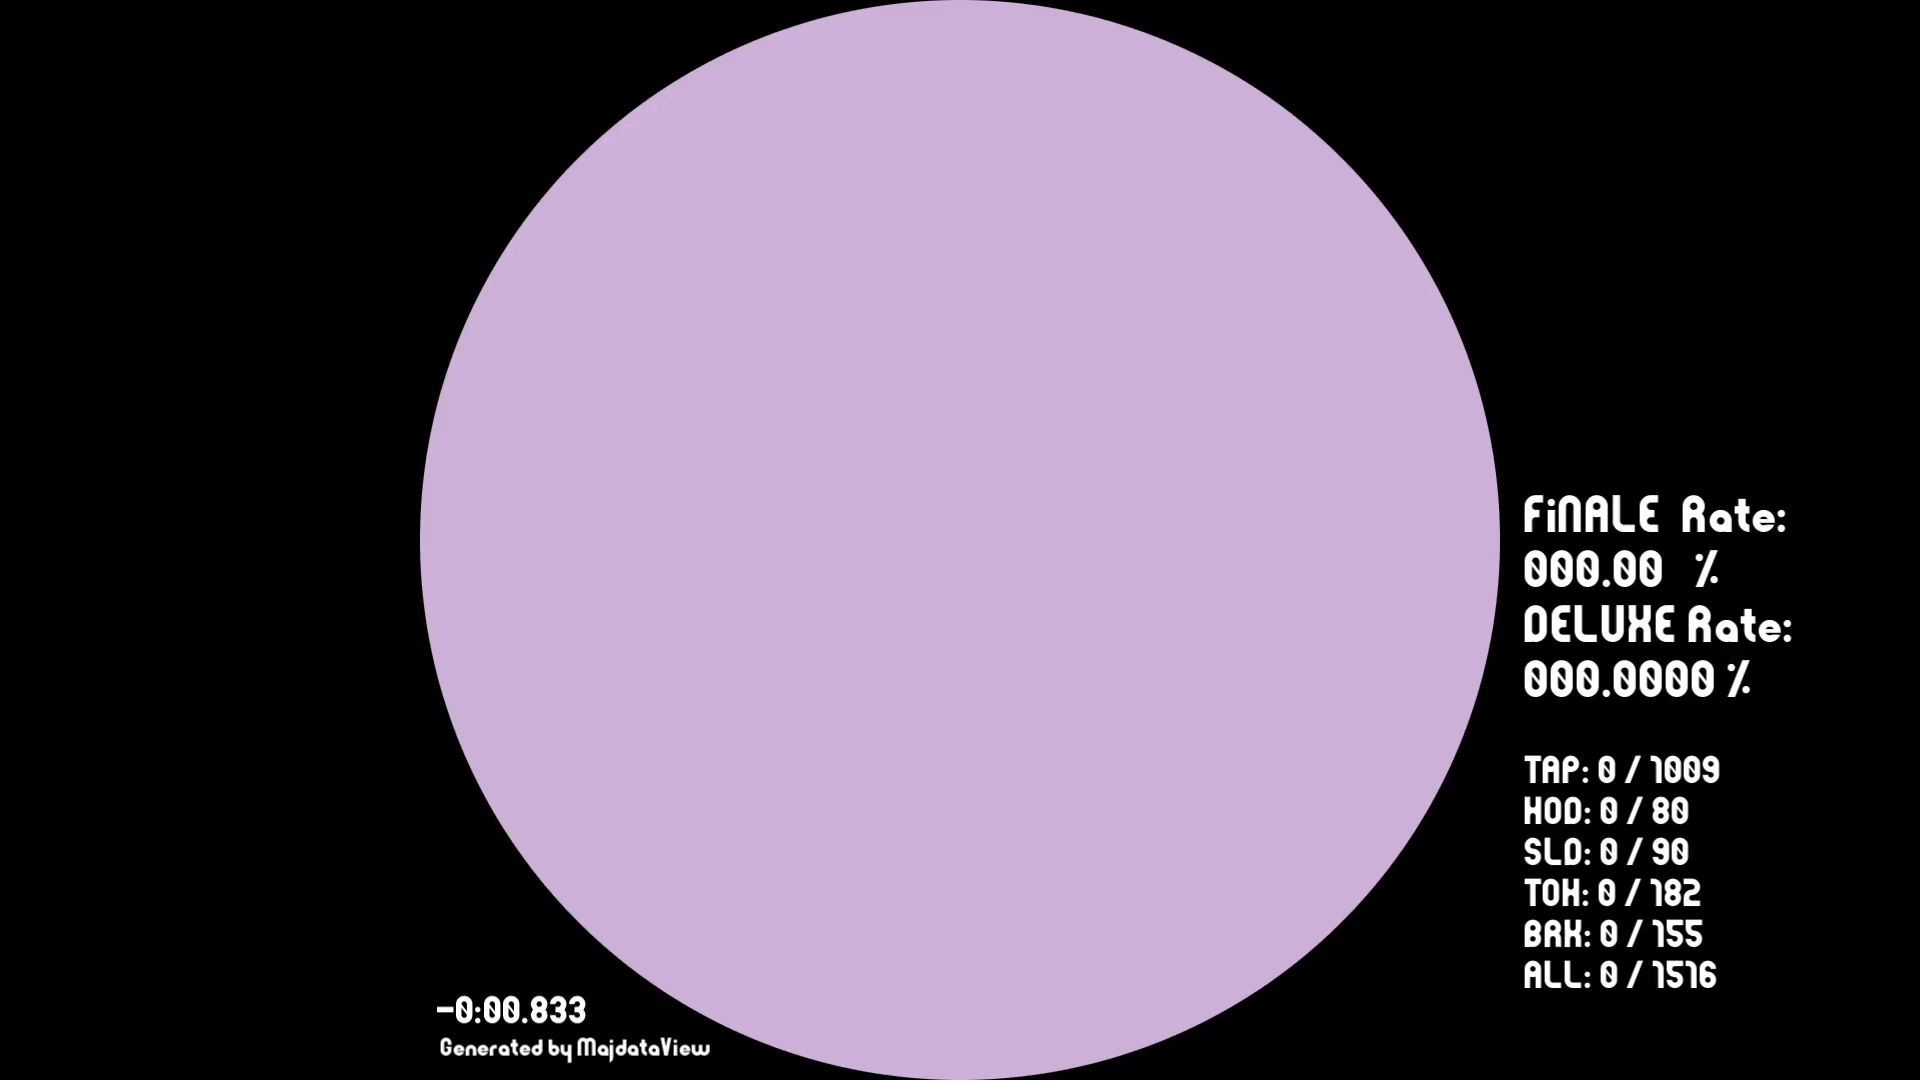 FiNALE Rate:
000.00 %
DELUXE Rate:
000.0000 %
TAP: 0 / 1009
HOD: 0 / 80
SLD: 0 / 90
TOH: 0 / 182
BRK: 0 / 155
ALL: 0 / 1516
-0:00.833
Generated by MajdataView